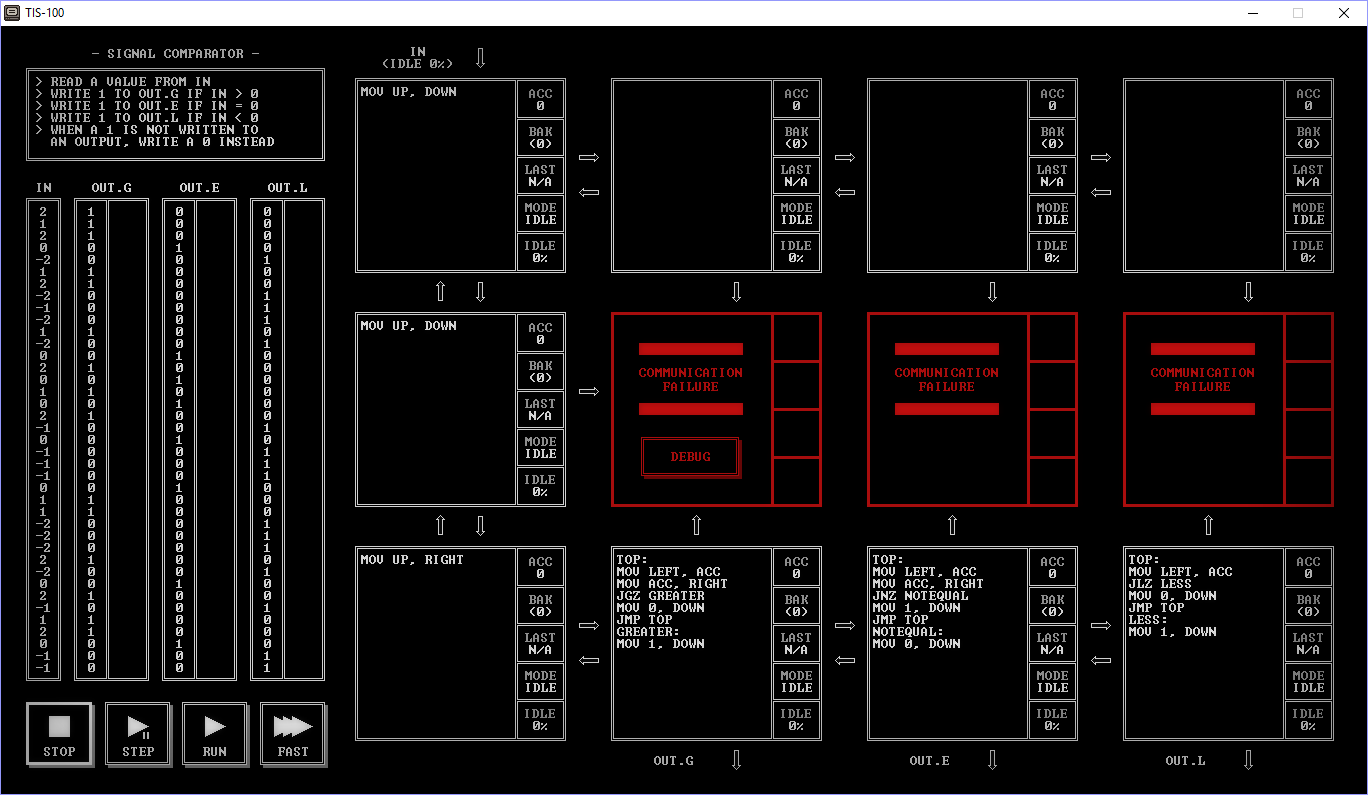 TIS-100
- SIGNAL COMPARATOR -
> READ A VALUE FROM IN
> WRITE 1 TO OUT.G IF IN > 0
> WRITE 1 TO OUT.E IF IN = 0
> WRITE 1 TO OUT.L IF IN < 0
> WHEN A 1 IS NOT WRITTEN TO
AN OUTPUT, WRITE A 0 INSTEAD
IN OUT.G OUT.E OUT.L
2 1 0 0
1 1 0 0
2 1 0 0
0 0 1 0
-2 0 0 1
1 1 0 0
2 1 0 0
-2 0 0 1
-1 0 0 1
-2 0 0 1
1 1 0 0
-2 0 0 1
0 0 1 0
2 1 0 0
0 0 1 0
1 1 0 0
0 0 1 0
2 1 0 0
-1 0 0 1
0 0 1 0
-1 0 0 1
-1 0 0 1
-1 0 0 1
0 0 1 0
1 1 0 0
1 1 0 0
-2 0 0 1
-2 0 0 1
-2 0 0 1
2 1 0 0
-2 0 0 1
0 0 1 0
2 1 0 0
-1 0 0 1
1 1 0 0
2 1 0 0
0 0 1 0
-1 0 0 1
-1 0 0 1
STOP
STEP
RUN
FAST
IN
(IDLE 0%)
MOV UP, DOWN
ACC
0
BAK
(0)
LAST
N/A
MODE
IDLE
IDLE
0%
ACC
0
BAK
(0)
LAST
N/A
MODE
IDLE
IDLE
0%
ACC
0
BAK
(0)
LAST
N/A
MODE
IDLE
IDLE
0%
ACC
0
BAK
(0)
LAST
N/A
MODE
IDLE
IDLE
0%
MOV UP, DOWN
ACC
0
BAK
(0)
LAST
N/A
MODE
IDLE
IDLE
0%
COMMUNICATION
FAILURE
DEBUG
COMMUNICATION
FAILURE
COMMUNICATION
FAILURE
MOV UP, RIGHT
ACC
0
BAK
(0)
LAST
N/A
MODE
IDLE
IDLE
0%
TOP:
MOV LEFT, ACC
MOV ACC, RIGHT
JGZ GREATER
MOV 0, DOWN
JMP TOP
GREATER:
MOV 1, DOWN
ACC
0
BAK
(0)
LAST
N/A
MODE
IDLE
IDLE
0%
TOP:
MOV LEFT, ACC
MOV ACC, RIGHT
JNZ NOTEQUAL
MOV 1, DOWN
JMP TOP
NOTEQUAL:
MOV 0, DOWN
ACC
0
BAK
(0)
LAST
N/A
MODE
IDLE
IDLE
0%
TOP:
MOV LEFT, ACC
JLZ LESS
MOV 0, DOWN
JMP TOP
LESS:
MOV 1, DOWN
ACC
0
BAK
(0)
LAST
N/A
MODE
IDLE
IDLE
0%
OUT.G
OUT.E
OUT.L